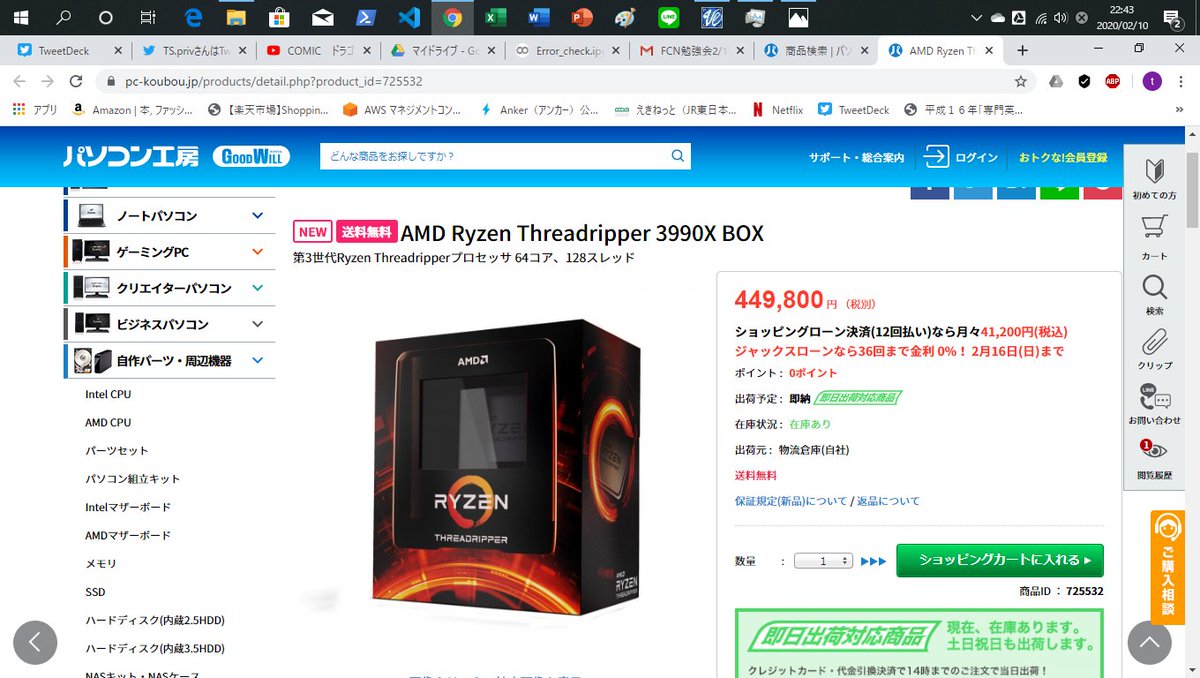 22:43
2020/02/10
2
TweetDeck
TS.privさんはTw
COMIC ドラゴ
マイドライブ - Go
Error_check.ipy
FCN勉強会2/1
商品検索 | パソ
AMD Ryzen Th
pc-koubou.jp/products/detail.php?product_id=725532
ABP
t
アプリ
Amazon | 本, ファッシ...
【楽天市場】Shoppin...
AWS マネジメントコン...
Anker（アンカー）公...
えきねっと（JR東日本...
Netflix
TweetDeck
平成１６年「専門英...
パソコン工房
GOODWILL
どんな商品をお探しですか？
サポート・総合案内
ログイン
おトクな!会員登録
ノートパソコン
ゲーミングPC
クリエイターパソコン
ビジネスパソコン
自作パーツ・周辺機器
Intel CPU
AMD CPU
パーツセット
パソコン組立キット
Intelマザーボード
AMDマザーボード
メモリ
SSD
ハードディスク(内蔵2.5HDD)
ハードディスク(内蔵3.5HDD)
NASキット・NASケース
NEW 送料無料 AMD Ryzen Threadripper 3990X BOX
第3世代Ryzen Threadripperプロセッサ 64コア、128スレッド
AMD
RYZEN
THREADRIPPER
AMD
RYZEN
THREADRIPPER
449,800円（税別）
ショッピングローン決済(12回払い)なら月々41,200円(税込)
ジャックスローンなら36回まで金利 0%！ 2月16日(日)まで
ポイント： 0ポイント
出荷予定： 即納 即日出荷対応商品
在庫状況： 在庫あり
出荷元： 物流倉庫(自社)
送料無料
保証規定(新品)について / 返品について
数量 ： 1
ショッピングカートに入れる
商品ID ： 725532
即日出荷対応商品
現在、在庫あります。
土日祝も出荷します。
クレジットカード・代金引換決済で14時までのご注文で当日出荷！
初めての方
カート
検索
クリップ
LINE
お問い合わせ
1
閲覧履歴
ご購入相談